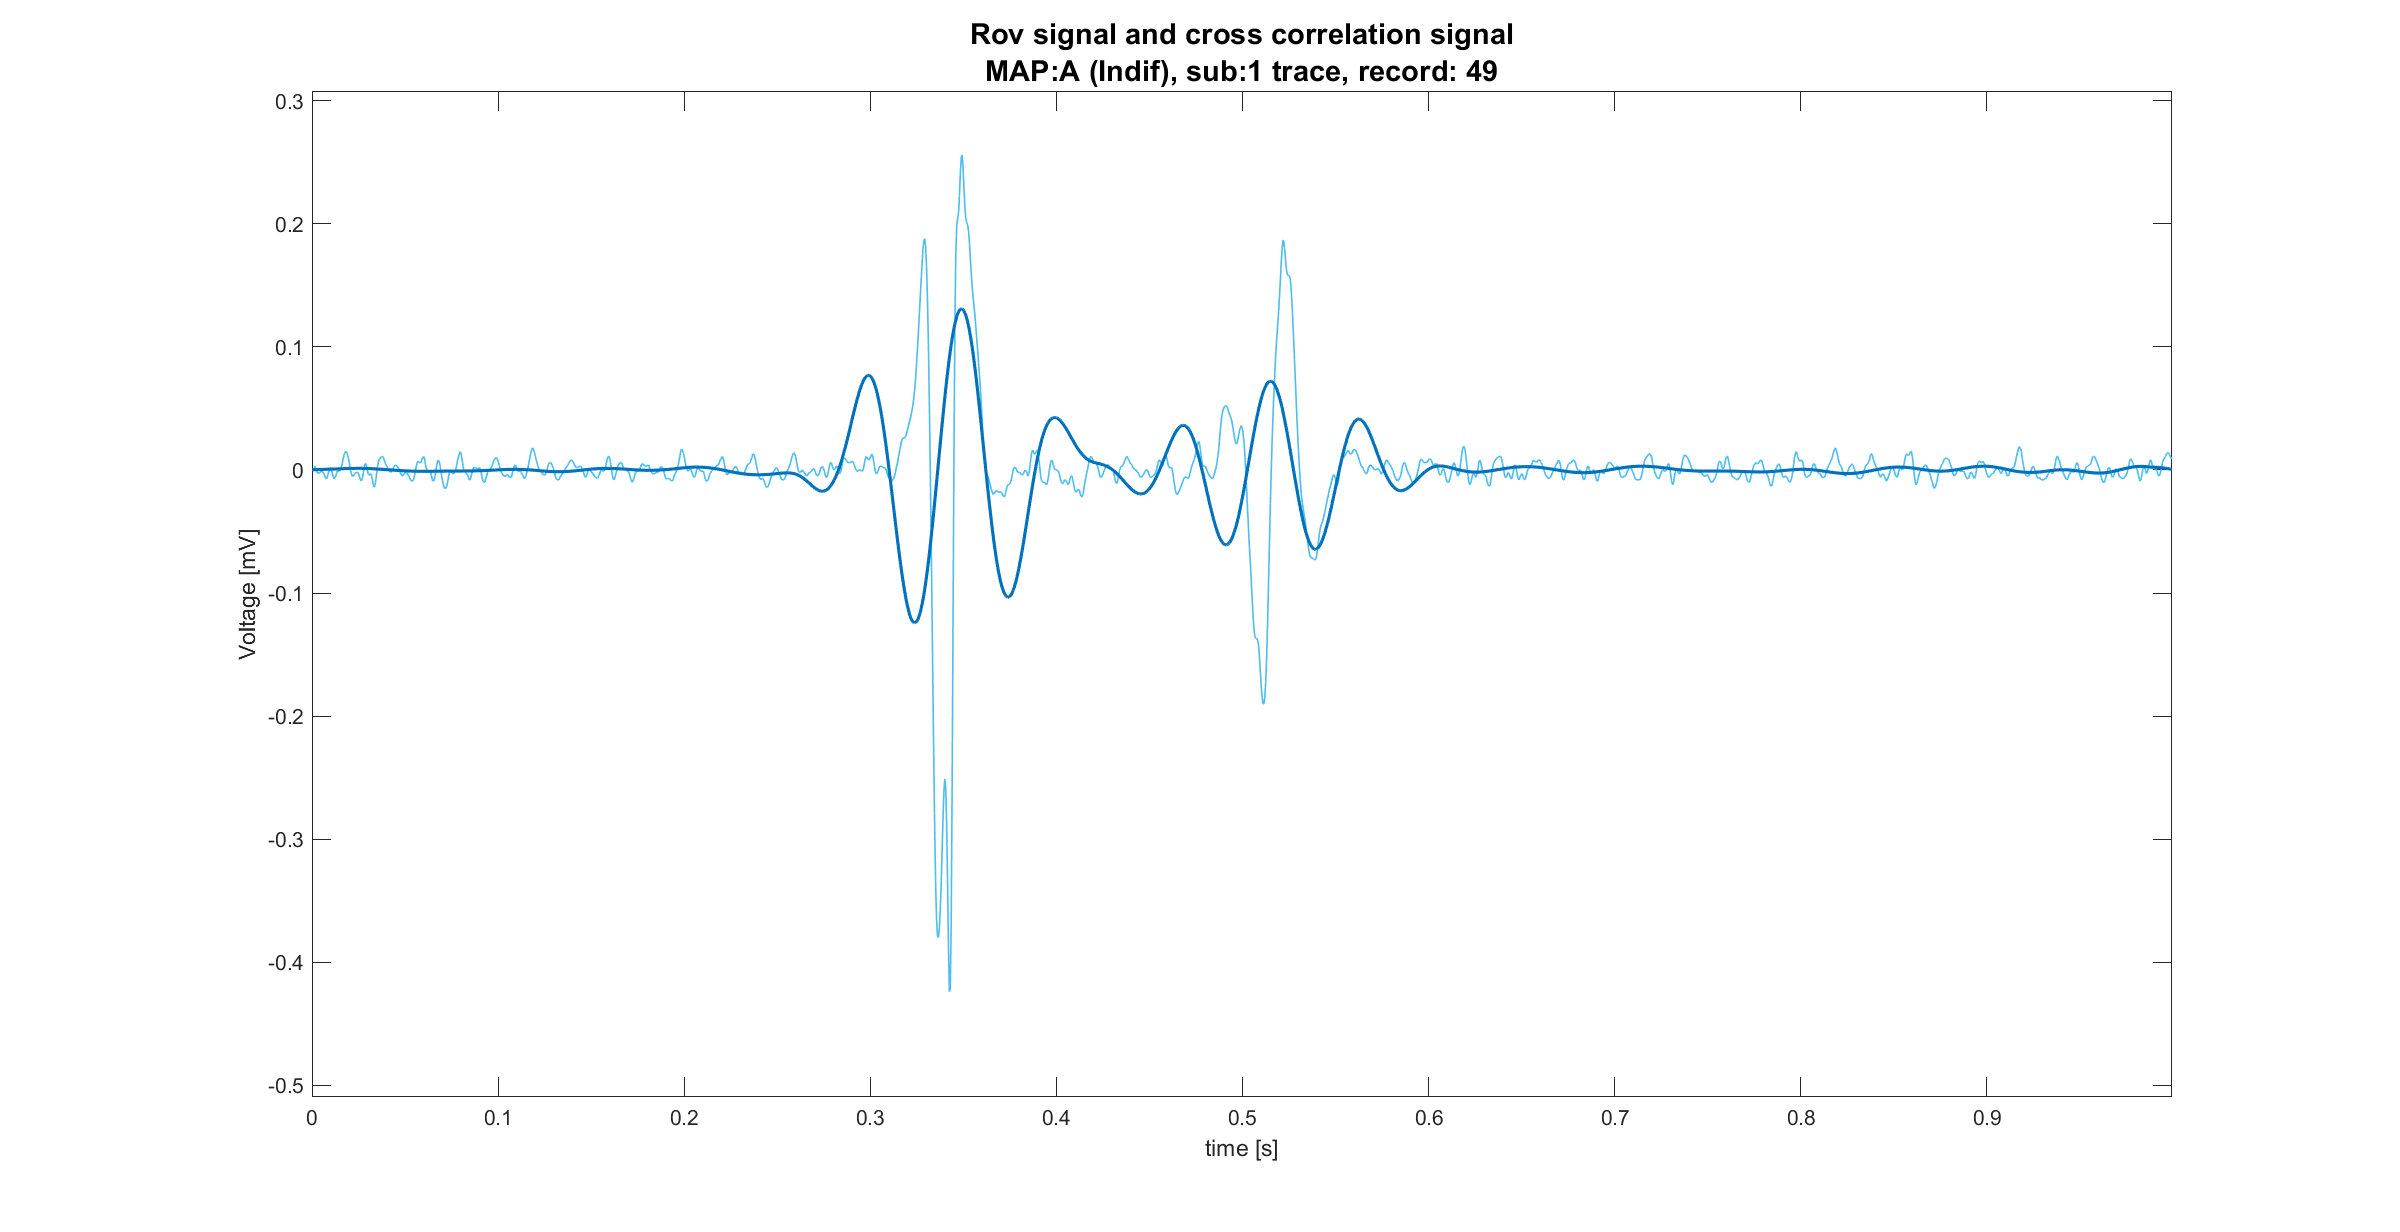 Rov signal and cross correlation signal
MAP:A (Indif), sub:1 trace, record: 49
0.3
0.2
0.1
0
-0.1
-0.2
-0.3
-0.4
-0.5
Voltage [mV]
0 0.1 0.2 0.3 0.4 0.5 0.6 0.7 0.8 0.9
time [s]